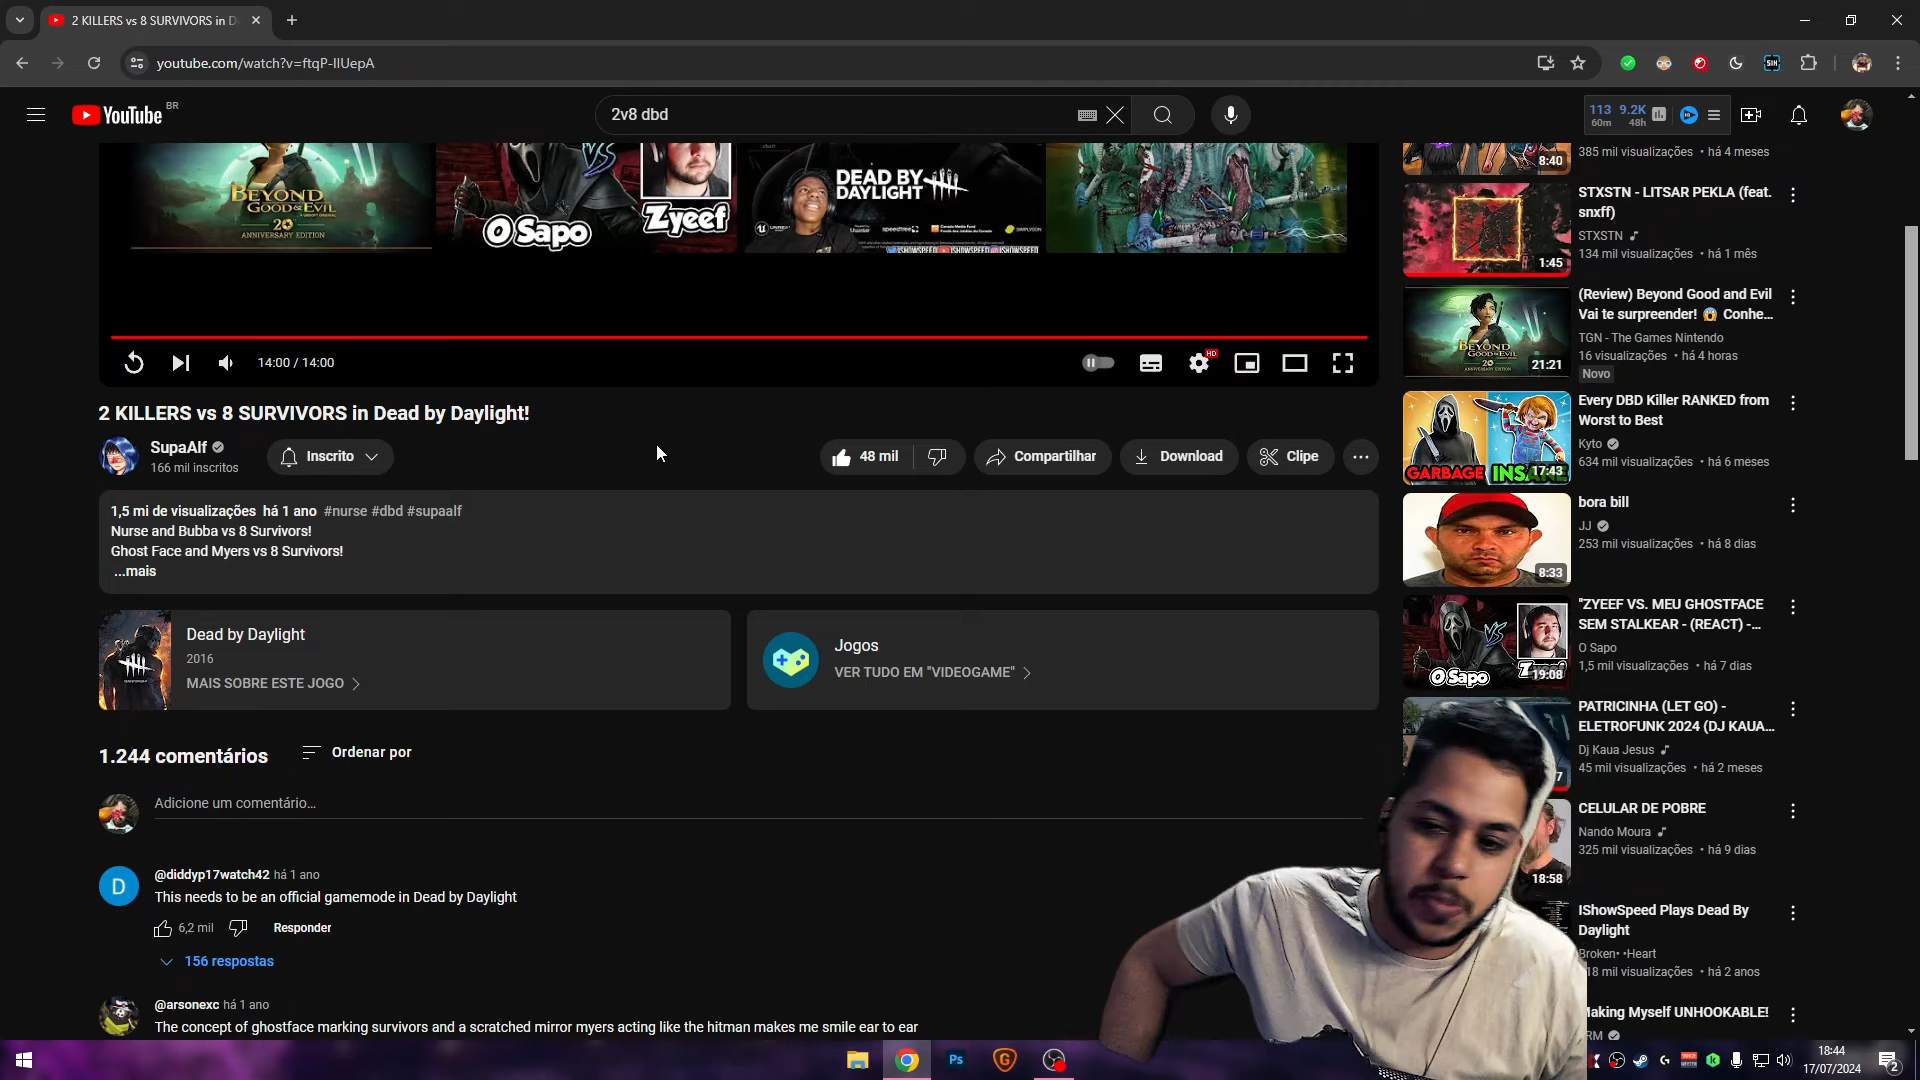 2 KILLERS vs 8 SURVIVORS in D
youtube.com/watch?v=ftqP-IlUepA
YouTube BR
2v8 dbd
113 60m
9.2K 48h
BEYOND GOOD & EVIL
20
ANNIVERSARY EDITION
VS
O Sapo
Zyeef
DEAD BY DAYLIGHT
14:00 / 14:00
HD
2 KILLERS vs 8 SURVIVORS in Dead by Daylight!
SupaAlf
166 mil inscritos
Inscrito
48 mil
Compartilhar
Download
Clipe
1,5 mi de visualizações há 1 ano #nurse #dbd #supaalf
Nurse and Bubba vs 8 Survivors!
Ghost Face and Myers vs 8 Survivors!
...mais
Dead by Daylight
2016
MAIS SOBRE ESTE JOGO
Jogos
VER TUDO EM "VIDEOGAME"
1.244 comentários
Ordenar por
Adicione um comentário...
D
@diddyp17watch42 há 1 ano
This needs to be an official gamemode in Dead by Daylight
6,2 mil
Responder
156 respostas
@arsonexc há 1 ano
The concept of ghostface marking survivors and a scratched mirror myers acting like the hitman makes me smile ear to ear
8:40
385 mil visualizações • há 4 meses
1:45
STXSTN - LITSAR PEKLA (feat.
snxff)
STXSTN
134 mil visualizações • há 1 mês
21:21
(Review) Beyond Good and Evil
Vai te surpreender! 😱 Conhe...
TGN - The Games Nintendo
16 visualizações • há 4 horas
Novo
GARBAGE INSANE
17:43
Every DBD Killer RANKED from
Worst to Best
Kyto
634 mil visualizações • há 6 meses
8:33
bora bill
JJ
253 mil visualizações • há 8 dias
VS
O Sapo
19:08
"ZYEEF VS. MEU GHOSTFACE
SEM STALKEAR - (REACT) -...
O Sapo
1,5 mil visualizações • há 7 dias
7
PATRICINHA (LET GO) -
ELETROFUNK 2024 (DJ KAUA...
Dj Kaua Jesus
45 mil visualizações • há 2 meses
18:58
CELULAR DE POBRE
Nando Moura
325 mil visualizações • há 9 dias
IShowSpeed Plays Dead By
Daylight
Broken• •Heart
18 mil visualizações • há 2 anos
Making Myself UNHOOKABLE!
Ps
18:44
17/07/2024
2